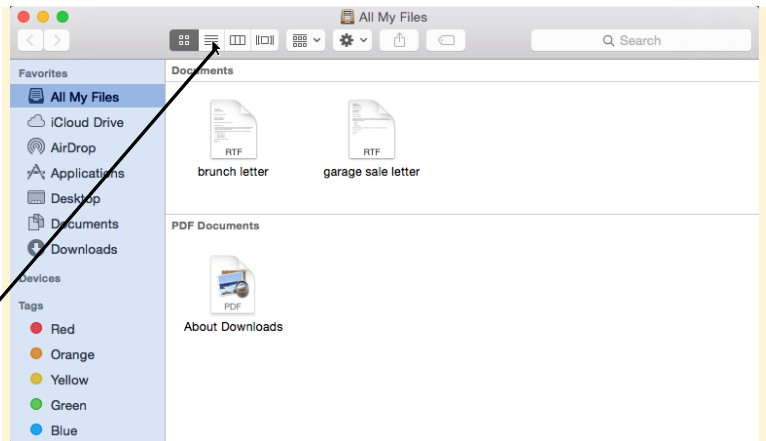 All My Files
Search
Favorites
All My Files
iCloud Drive
AirDrop
Applications
Desktop
Documents
Downloads
Devices
Tags
Red
Orange
Yellow
Green
Blue
Documents
RTF
brunch letter
RTF
garage sale letter
PDF Documents
PDF
About Downloads